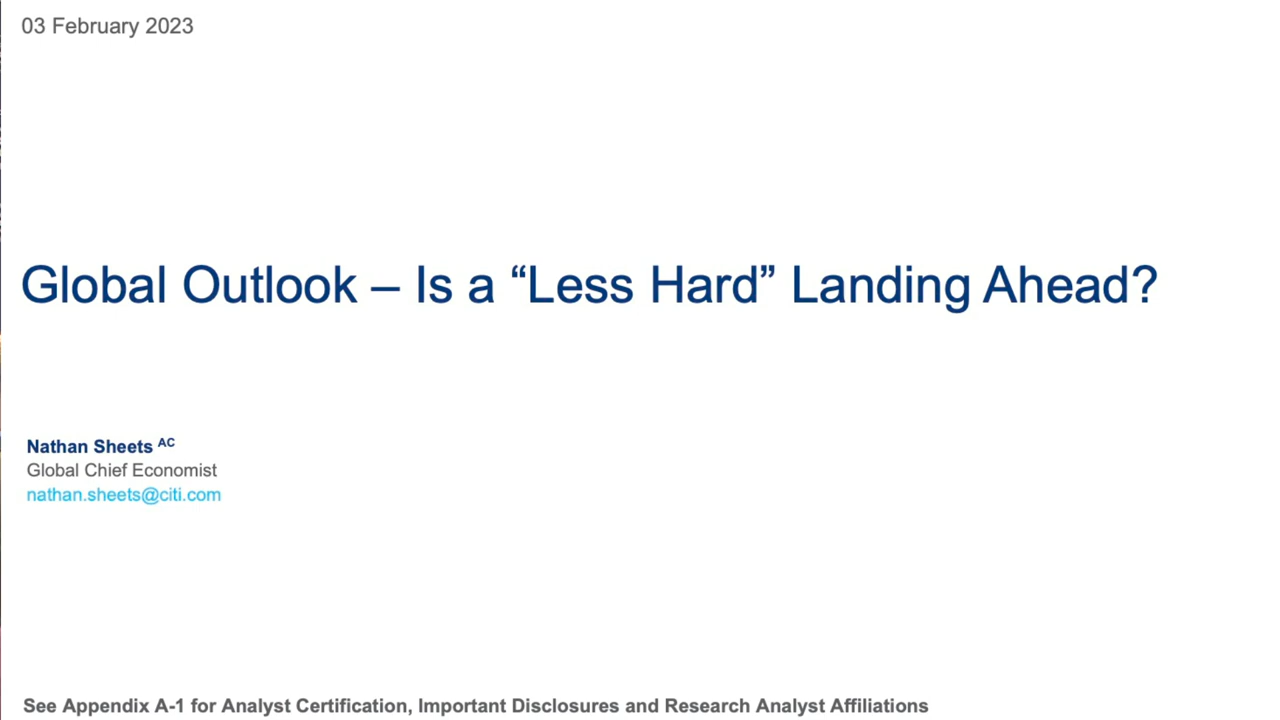 03 February 2023
Global Outlook – Is a “Less Hard” Landing Ahead?
Nathan Sheets AC
Global Chief Economist
nathan.sheets@citi.com
See Appendix A-1 for Analyst Certification, Important Disclosures and Research Analyst Affiliations